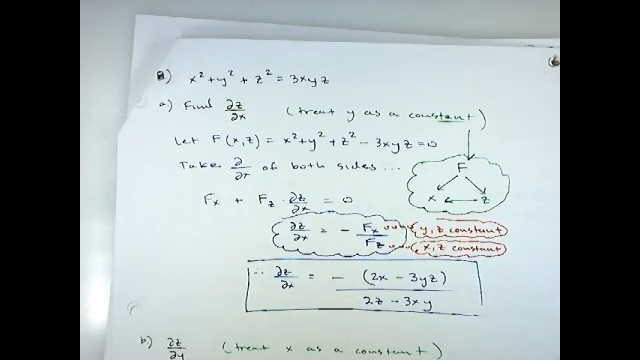 8) x² + y² + z² = 3xyz
a) Find ∂z/∂x (treat y as a constant)
Let F(x,z) = x² + y² + z² - 3xyz = 0
Take ∂/∂x of both sides ...
F
x z
Fx + Fz · ∂z/∂x = 0
∂z/∂x = - Fx/Fz y, z constant
x, z constant
∴ ∂z/∂x = - (2x - 3yz) / 2z - 3xy
b) ∂z/∂y (treat x as a constant)